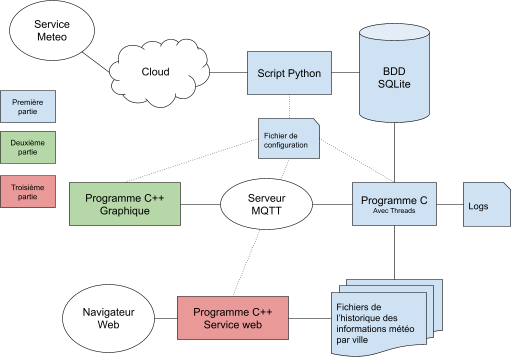 Service
Meteo
Cloud
Script Python
BDD
SQLite
Première
partie
Deuxième
partie
Troisième
partie
Fichier de
configuration
Programme C++
Graphique
Serveur
MQTT
Programme C
Avec Threads
Logs
Navigateur
Web
Programme C++
Service web
Fichiers de
l'historique des
informations météo
par ville